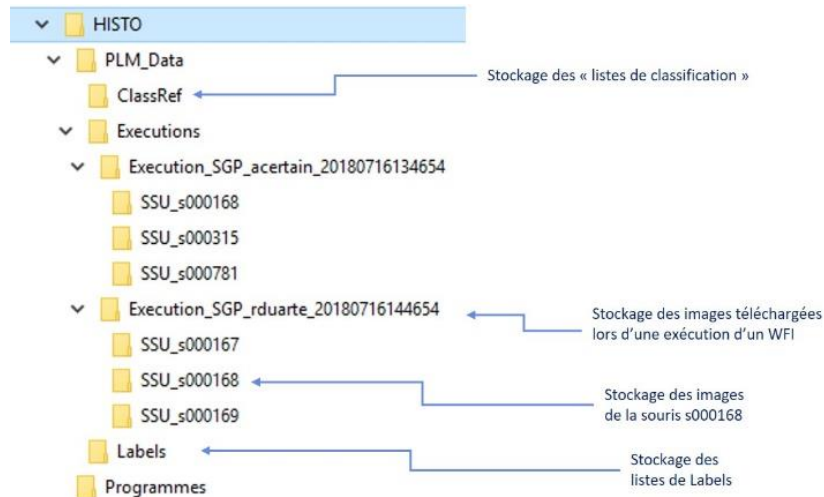 HISTO
PLM_Data
Stockage des « listes de classification »
ClassRef
Executions
Execution_SGP_acertain_20180716134654
SSU_s000168
SSU_s000315
SSU_s000781
Execution_SGP_rduarte_20180716144654
Stockage des images téléchargées
lors d'une exécution d'un WFI
SSU_s000167
SSU_s000168
Stockage des images
de la souris s000168
SSU_s000169
Labels
Stockage des
listes de Labels
Programmes